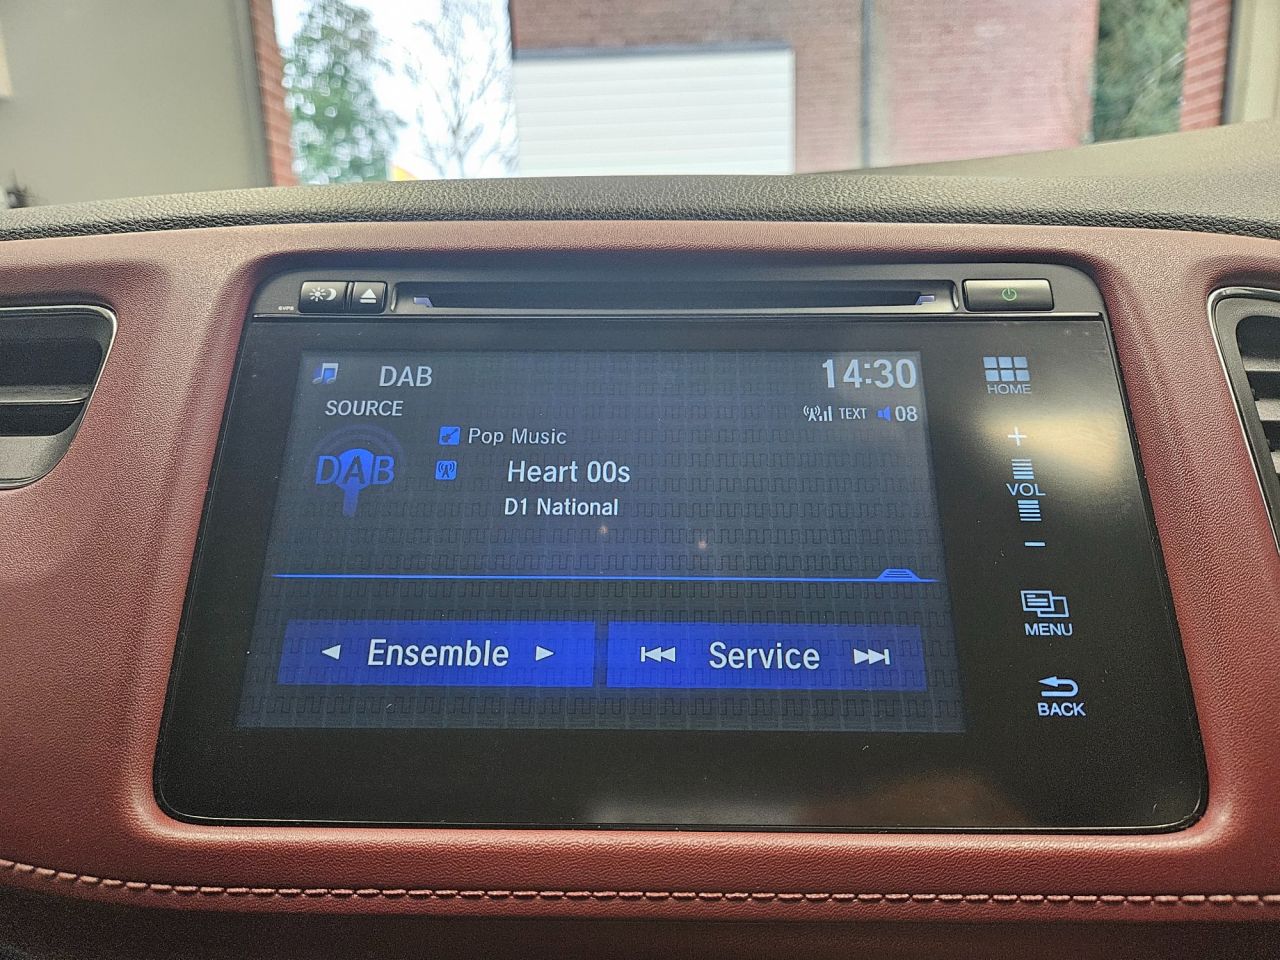 DAB
14:30
SOURCE
TEXT 08
DAB
Pop Music
Heart 00s
D1 National
Ensemble
Service
HOME
+
VOL
−
MENU
BACK